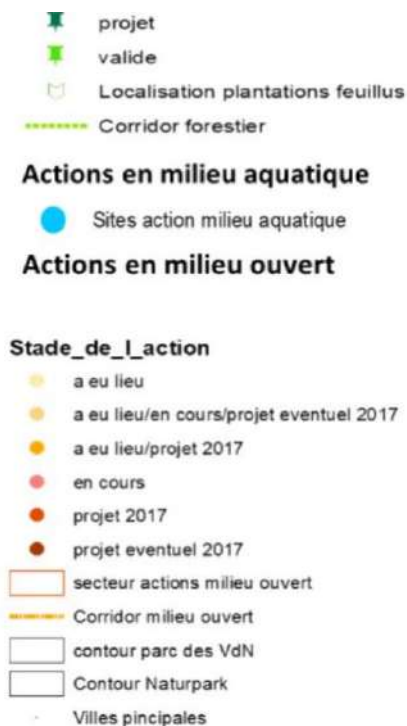 projet
valide
Localisation plantations feuillus
Corridor forestier
Actions en milieu aquatique
Sites action milieu aquatique
Actions en milieu ouvert
Stade_de_l_action
a eu lieu
a eu lieu/en cours/projet eventuel 2017
a eu lieu/projet 2017
en cours
projet 2017
projet eventuel 2017
secteur actions milieu ouvert
Corridor milieu ouvert
contour parc des VdN
Contour Naturpark
Villes pincipales